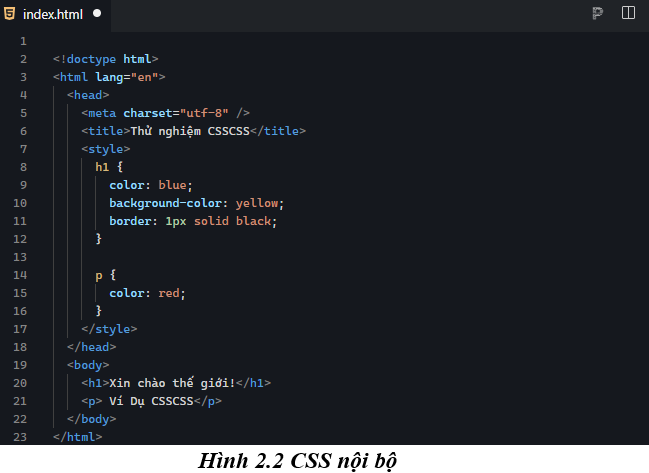 index.html
1
2 <!doctype html>
3 <html lang="en">
4 <head>
5 <meta charset="utf-8" />
6 <title>Thử nghiệm CSSCSS</title>
7 <style>
8 h1 {
9 color: blue;
10 background-color: yellow;
11 border: 1px solid black;
12 }
13
14 p {
15 color: red;
16 }
17 </style>
18 </head>
19 <body>
20 <h1>Xin chào thế giới!</h1>
21 <p> Ví Dụ CSSCSS</p>
22 </body>
23 </html>
Hình 2.2 CSS nội bộ